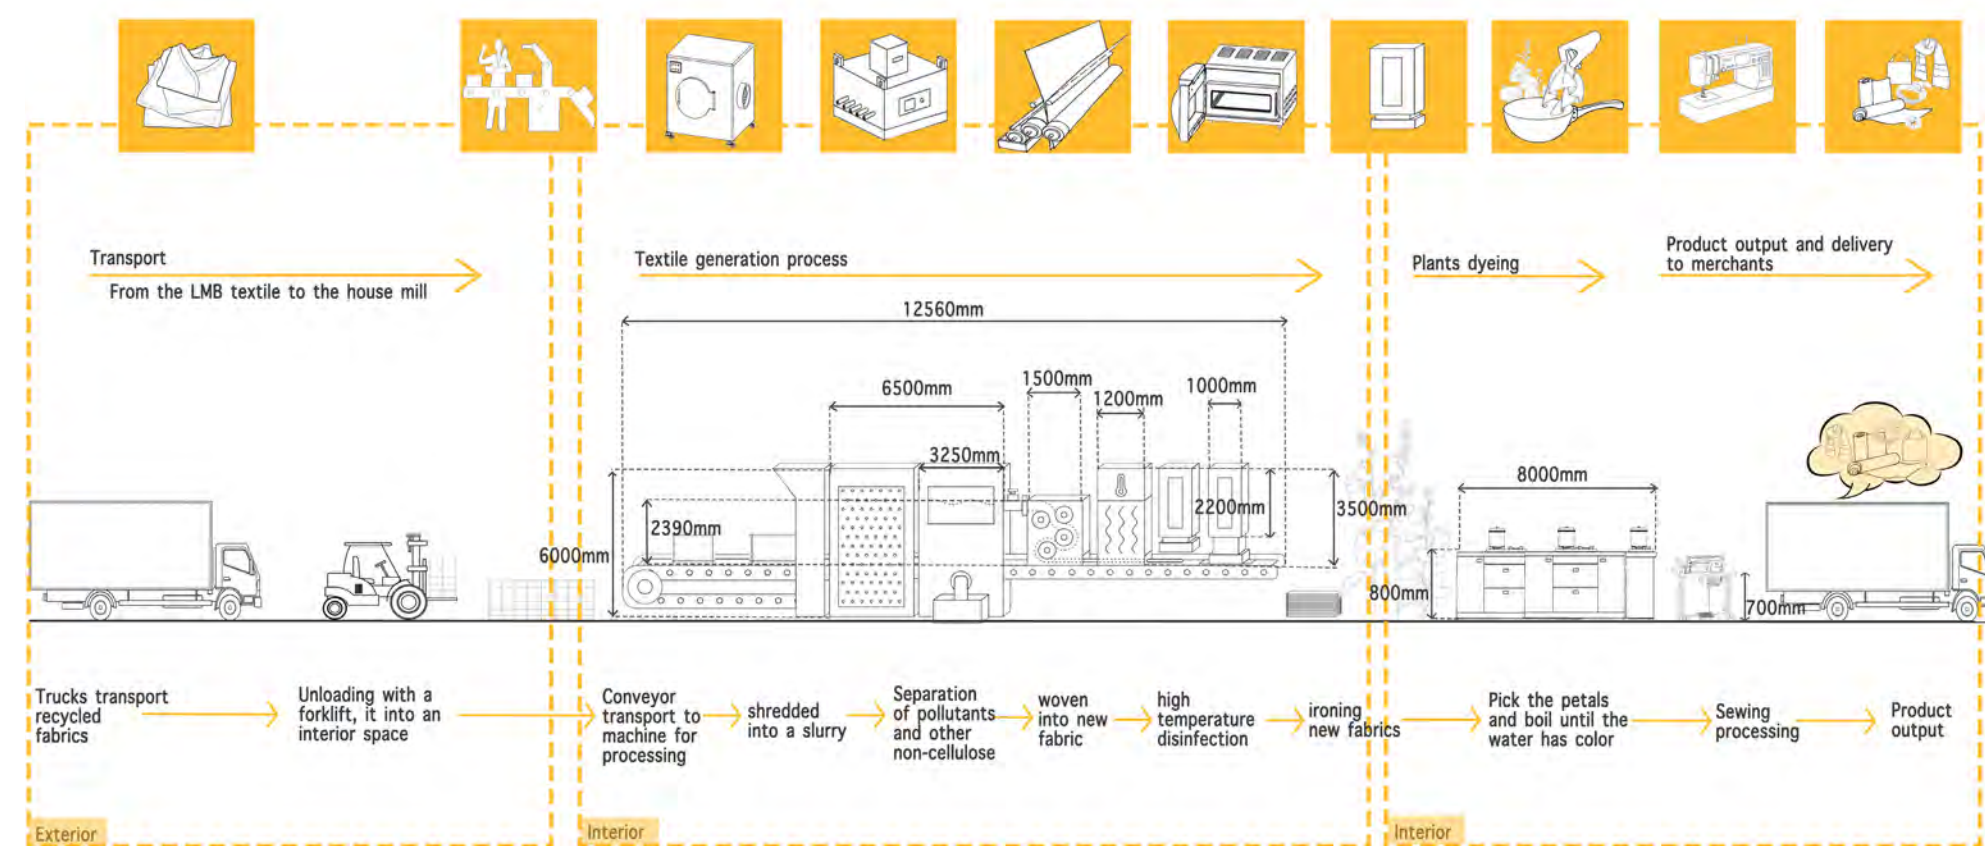 Transport
From the LMB textile to the house mill
Textile generation process
Plants dyeing
Product output and delivery
to merchants
12560mm
6500mm
1500mm
1200mm
1000mm
3250mm
2390mm
6000mm
2200mm
3500mm
8000mm
800mm
700mm
Trucks transport
recycled
fabrics
Unloading with a
forklift, it into an
interior space
Conveyor
transport to
machine for
processing
shredded
into a slurry
Separation
of pollutants
and other
non-cellulose
woven
into new
fabric
high
temperature
disinfection
ironing
new fabrics
Pick the petals
and boil until the
water has color
Sewing
processing
Product
output
Exterior
Interior
Interior